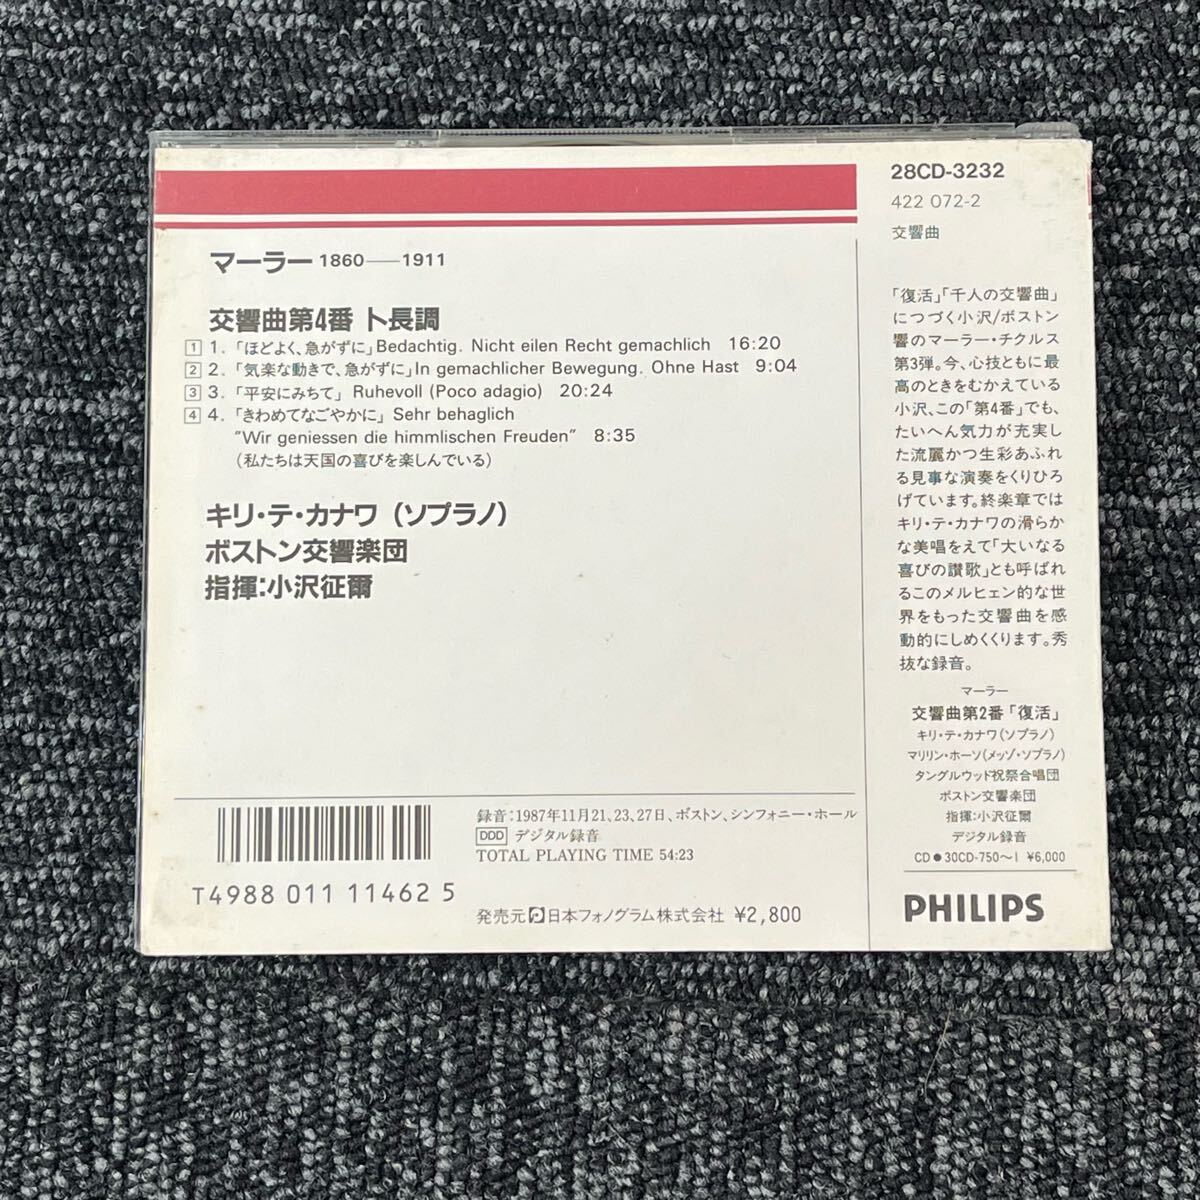 マーラー 1860——1911
交響曲第4番 ト長調
1 1.「ほどよく、急がずに」Bedachtig. Nicht eilen Recht gemachlich 16:20
2 2.「気楽な動きで、急がずに」In gemachlicher Bewegung. Ohne Hast 9:04
3 3.「平安にみちて」 Ruhevoll (Poco adagio) 20:24
4 4.「きわめてなごやかに」 Sehr behaglich
“Wir geniessen die himmlischen Freuden” 8:35
（私たちは天国の喜びを楽しんでいる）
キリ・テ・カナワ（ソプラノ）
ボストン交響楽団
指揮:小沢征爾
T4988 011 11462 5
録音：1987年11月21、23、27日、ボストン、シンフォニー・ホール
DDD デジタル録音
TOTAL PLAYING TIME 54:23
発売元 日本フォノグラム株式会社 ¥2,800
28CD-3232
422 072-2
交響曲
「復活」「千人の交響曲」
につづく小沢/ボストン
響のマーラー・チクルス
第3弾。今、心技ともに最
高のときをむかえている
小沢、この「第4番」でも、
たいへん気力が充実し
た流麗かつ生彩あふれ
る見事な演奏をくりひろ
げています。終楽章では
キリ・テ・カナワの滑らか
な美唱をえて「大いなる
喜びの讃歌」とも呼ばれ
るこのメルヒェン的な世
界をもった交響曲を感
動的にしめくくります。秀
抜な録音。
マーラー
交響曲第2番「復活」
キリ・テ・カナワ(ソプラノ)
マリリン・ホーソ(メッゾ・ソプラノ)
タングルウッド祝祭合唱団
ボストン交響楽団
指揮:小沢征爾
デジタル録音
CD●30CD-750〜1 ¥6,000
PHILIPS